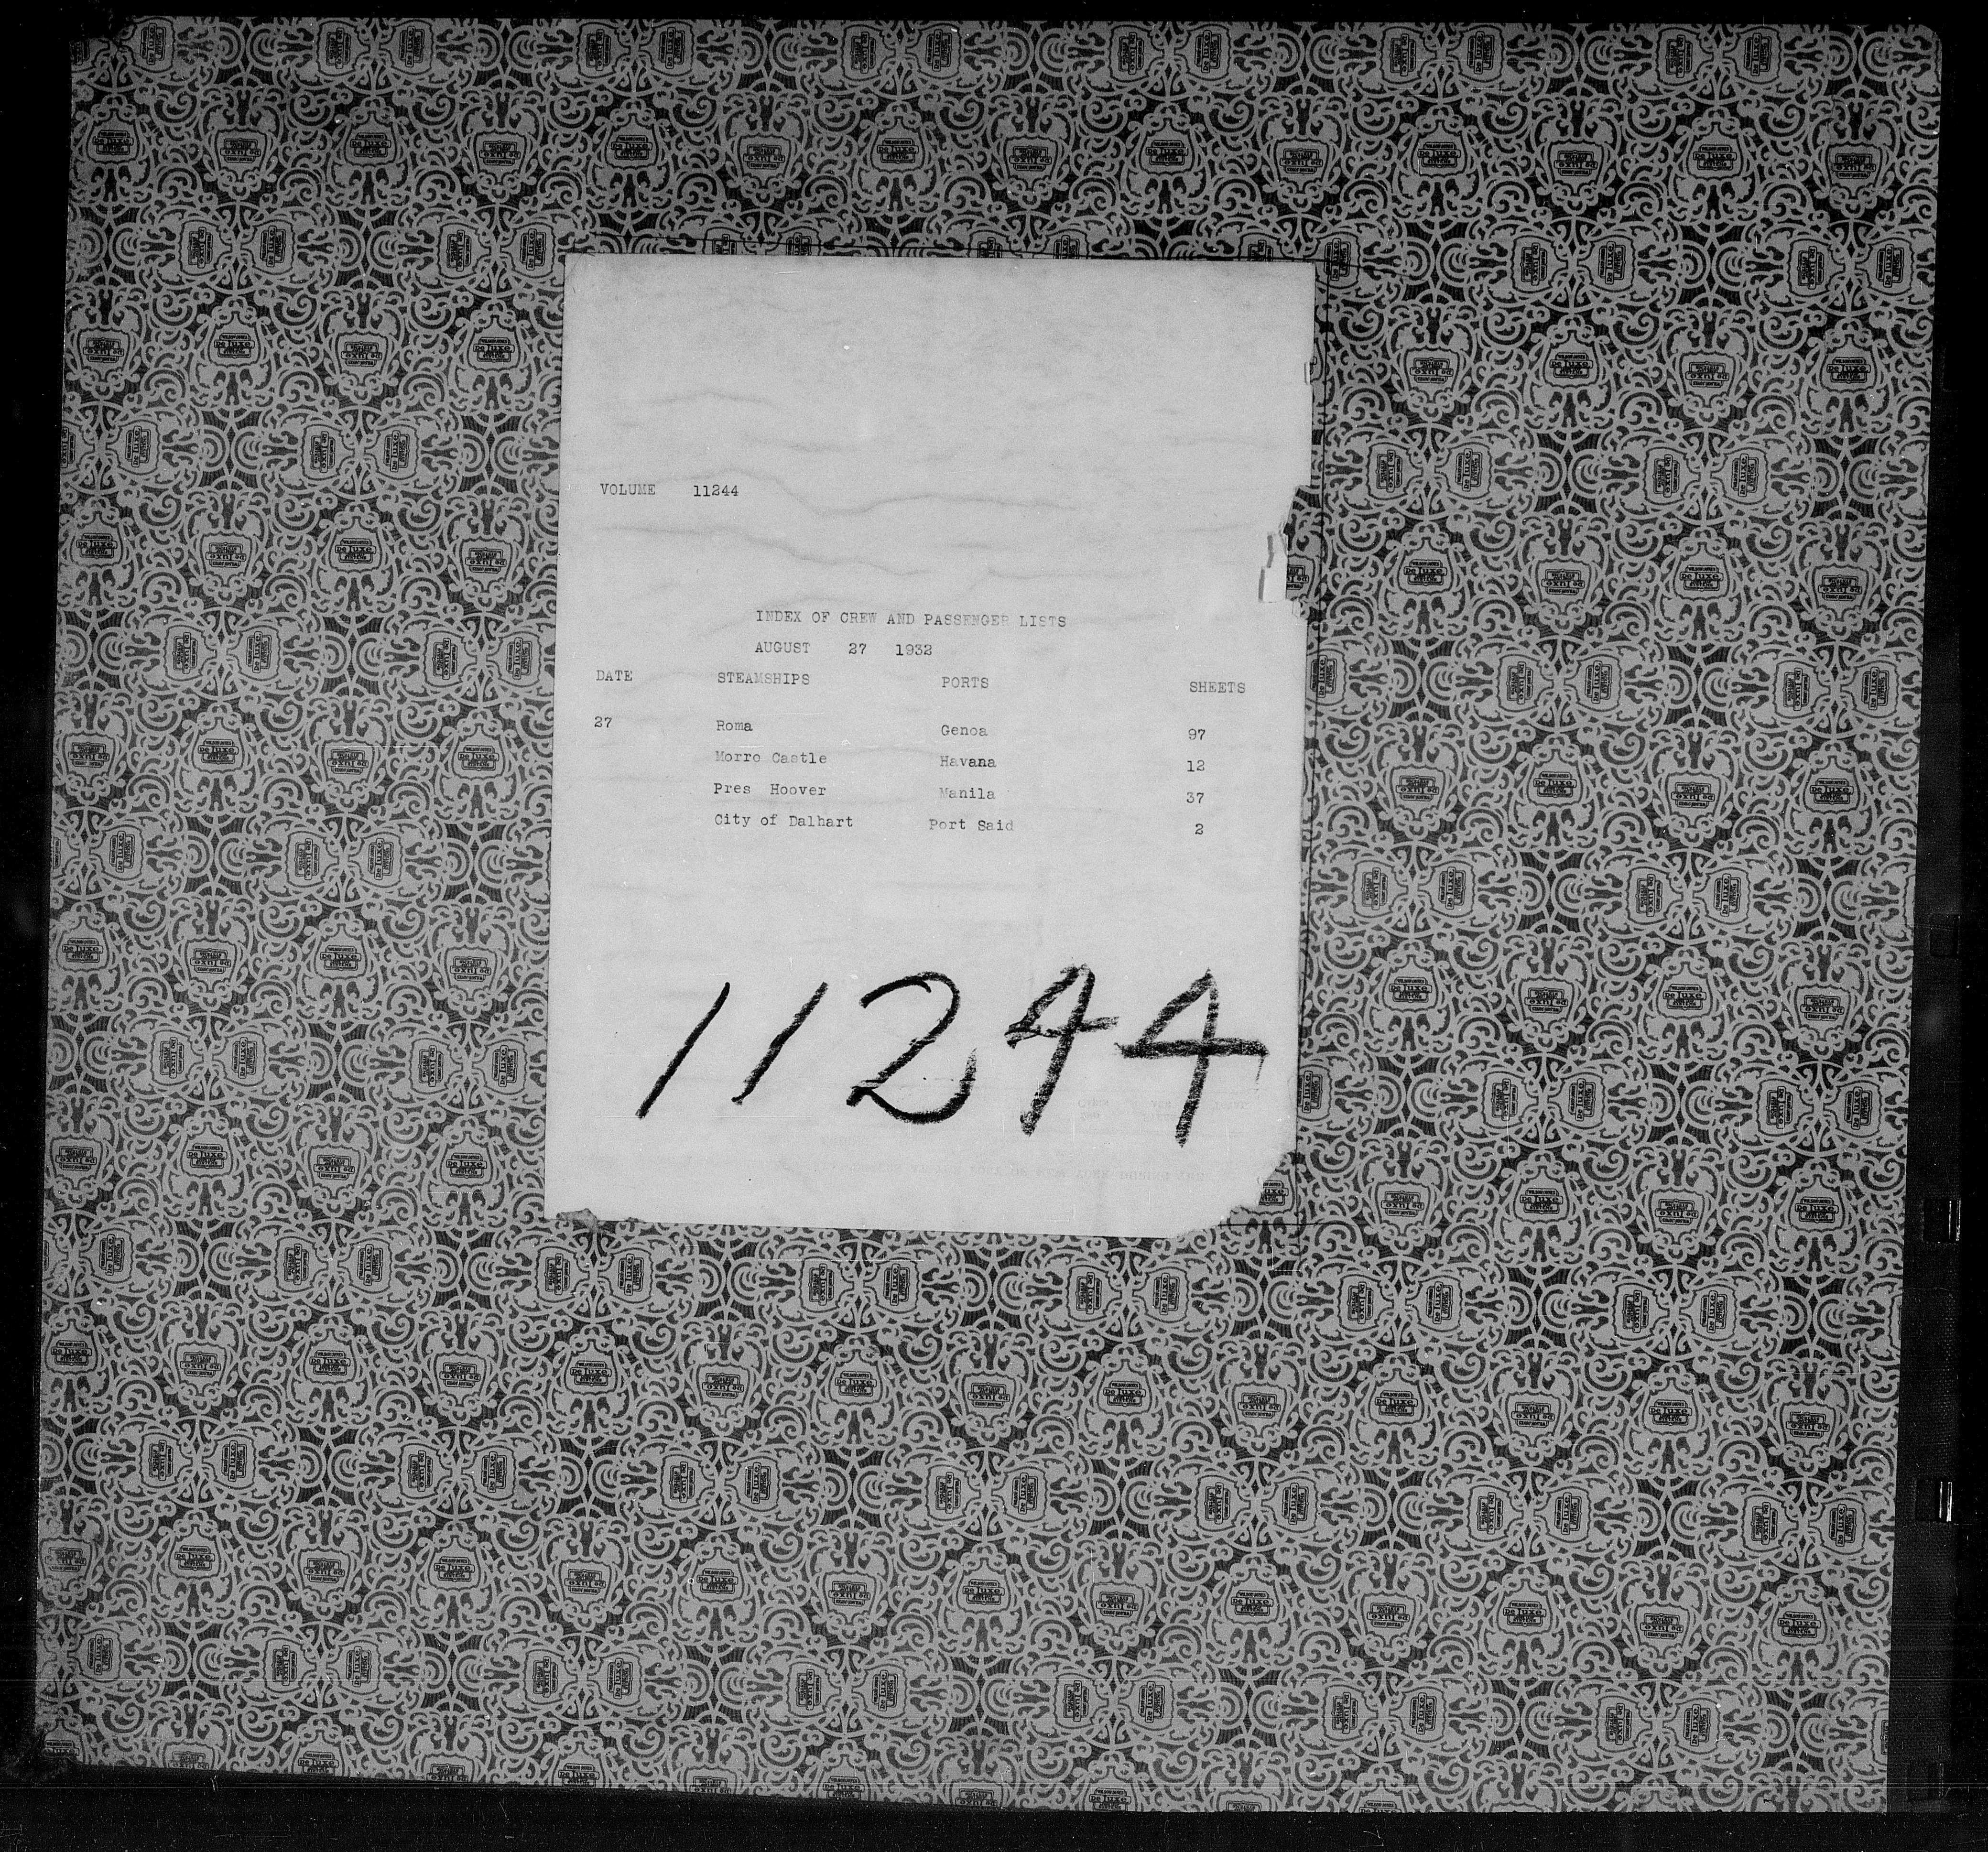 VOLUME 11244
INDEX OF CREW AND PASSENGER LISTS
AUGUST 27 1932
DATE STEAMSHIPS PORTS SHEETS
27 Roma Genoa 97
Morro Castle Havana 12
Pres Hoover Manila 37
City of Dalhart Port Said 2
11244